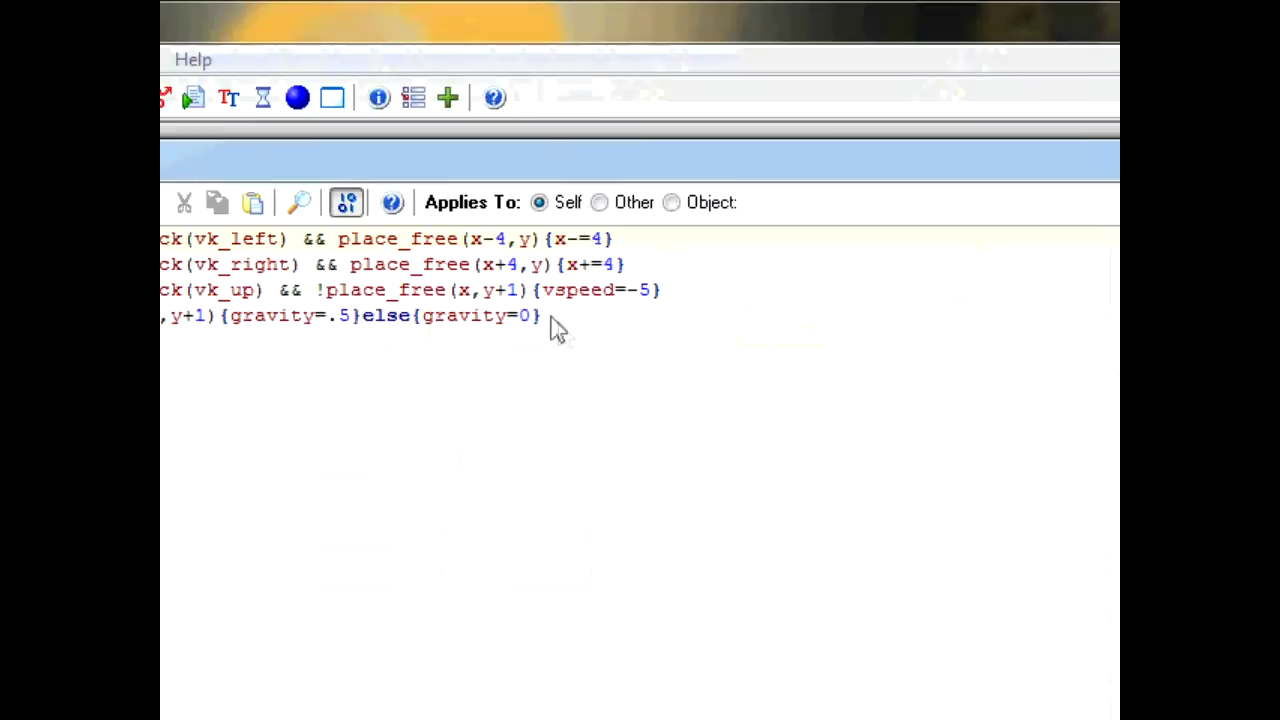 Help
Applies To: Self Other Object:
ck(vk_left) && place_free(x-4,y){x-=4}
ck(vk_right) && place_free(x+4,y){x+=4}
ck(vk_up) && !place_free(x,y+1){vspeed=-5}
,y+1){gravity=.5}else{gravity=0}